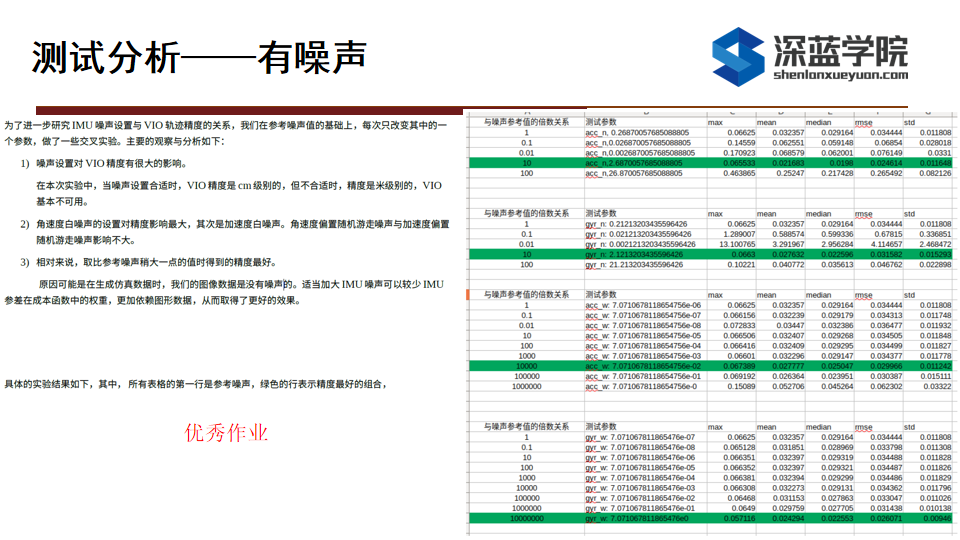 测试分析——有噪声
深蓝学院
shenlanxueyuan.com
为了进一步研究 IMU 噪声设置与 VIO 轨迹精度的关系，我们在参考噪声值的基础上，每次只改变其中的一
个参数，做了一些交叉实验。主要的观察与分析如下：
1) 噪声设置对 VIO 精度有很大的影响。
在本次实验中，当噪声设置合适时，VIO 精度是 cm 级别的，但不合适时，精度是米级别的，VIO
基本不可用。
2) 角速度白噪声的设置对精度影响最大，其次是加速度白噪声。角速度偏置随机游走噪声与加速度偏置
随机游走噪声影响不大。
3) 相对来说，取比参考噪声稍大一点的值时得到的精度最好。
原因可能是在生成仿真数据时，我们的图像数据是没有噪声的。适当加大 IMU 噪声可以较少 IMU
参差在成本函数中的权重，更加依赖图形数据，从而取得了更好的效果。
具体的实验结果如下，其中， 所有表格的第一行是参考噪声，绿色的行表示精度最好的组合，
优秀作业
与噪声参考值的倍数关系 测试参数 max mean median rmse std
1 acc_n, 0.26870057685088805 0.06625 0.032357 0.029164 0.034444 0.011808
0.1 acc_n,0.026870057685088805 0.14559 0.062551 0.059148 0.06854 0.028018
0.01 acc_n,0.0026870057685088805 0.170923 0.068579 0.062001 0.076149 0.0331
10 acc_n,2.6870057685088805 0.065533 0.021683 0.0198 0.024614 0.011648
100 acc_n,26.870057685088805 0.463865 0.25247 0.217428 0.265492 0.082126
与噪声参考值的倍数关系 测试参数 max mean median rmse std
1 gyr_n: 0.21213203435596426 0.06625 0.032357 0.029164 0.034444 0.011808
0.1 gyr_n: 0.021213203435596426 1.289007 0.588574 0.599336 0.67815 0.336851
0.01 gyr_n: 0.0021213203435596426 13.100765 3.291967 2.956284 4.114657 2.468472
10 gyr_n: 2.1213203435596426 0.0663 0.027632 0.022596 0.031582 0.015293
100 gyr_n: 21.213203435596426 0.10221 0.040772 0.035613 0.046762 0.022898
与噪声参考值的倍数关系 测试参数 max mean median rmse std
1 acc_w: 7.0710678118654756e-06 0.06625 0.032357 0.029164 0.034444 0.011808
0.1 acc_w: 7.0710678118654756e-07 0.066156 0.032239 0.029179 0.034313 0.011748
0.01 acc_w: 7.0710678118654756e-08 0.072833 0.03447 0.032386 0.036477 0.011932
10 acc_w: 7.0710678118654756e-05 0.066506 0.032407 0.029268 0.034505 0.011848
100 acc_w: 7.0710678118654756e-04 0.066416 0.032409 0.029295 0.034499 0.011827
1000 acc_w: 7.0710678118654756e-03 0.06601 0.032296 0.029147 0.034377 0.011778
10000 acc_w: 7.0710678118654756e-02 0.067389 0.027777 0.025047 0.029966 0.011242
100000 acc_w: 7.0710678118654756e-01 0.069192 0.026364 0.023951 0.030387 0.015111
1000000 acc_w: 7.0710678118654756e-0 0.15089 0.052706 0.045264 0.062302 0.03322
与噪声参考值的倍数关系 测试参数 max mean median rmse std
1 gyr_w: 7.071067811865476e-07 0.06625 0.032357 0.029164 0.034444 0.011808
0.1 gyr_w: 7.071067811865476e-08 0.065128 0.031851 0.028969 0.033798 0.011308
10 gyr_w: 7.071067811865476e-06 0.066351 0.032397 0.029319 0.034488 0.011828
100 gyr_w: 7.071067811865476e-05 0.066352 0.032397 0.029321 0.034487 0.011826
1000 gyr_w: 7.071067811865476e-04 0.066381 0.032394 0.029299 0.034486 0.011829
10000 gyr_w: 7.071067811865476e-03 0.066308 0.032273 0.029131 0.034362 0.011796
100000 gyr_w: 7.071067811865476e-02 0.06648 0.031153 0.027863 0.033047 0.011026
1000000 gyr_w: 7.071067811865476e-01 0.0649 0.029759 0.027705 0.031438 0.010138
10000000 gyr_w: 7.071067811865476e0 0.057116 0.024294 0.022553 0.026071 0.00946